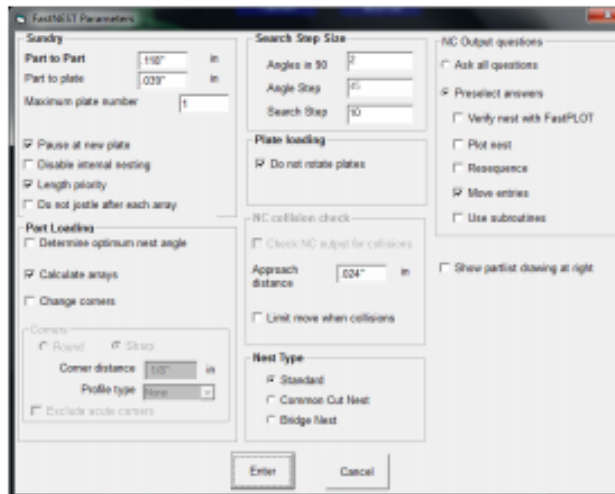 FastNEST Parameters
Sundry
Part to Part .110" in
Part to plate .039" in
Maximum plate number 1
Pause at new plate
Disable internal nesting
Length priority
Do not jostle after each array
Part Loading
Determine optimum nest angle
Calculate arrays
Change corners
Corners
Round Sharp
Corner distance 1/8" in
Profile type None
Exclude acute corners
Search Step Size
Angles in 90 2
Angle Step 45
Search Step 10
Plate loading
Do not rotate plates
NC collision check
Check NC output for collisions
Approach distance .024" in
Limit move when collisions
Nest Type
Standard
Common Cut Nest
Bridge Nest
NC Output questions
Ask all questions
Preselect answers
Verify nest with FastPLOT
Plot nest
Resequence
Move entries
Use subroutines
Show partlist drawing at right
Enter Cancel